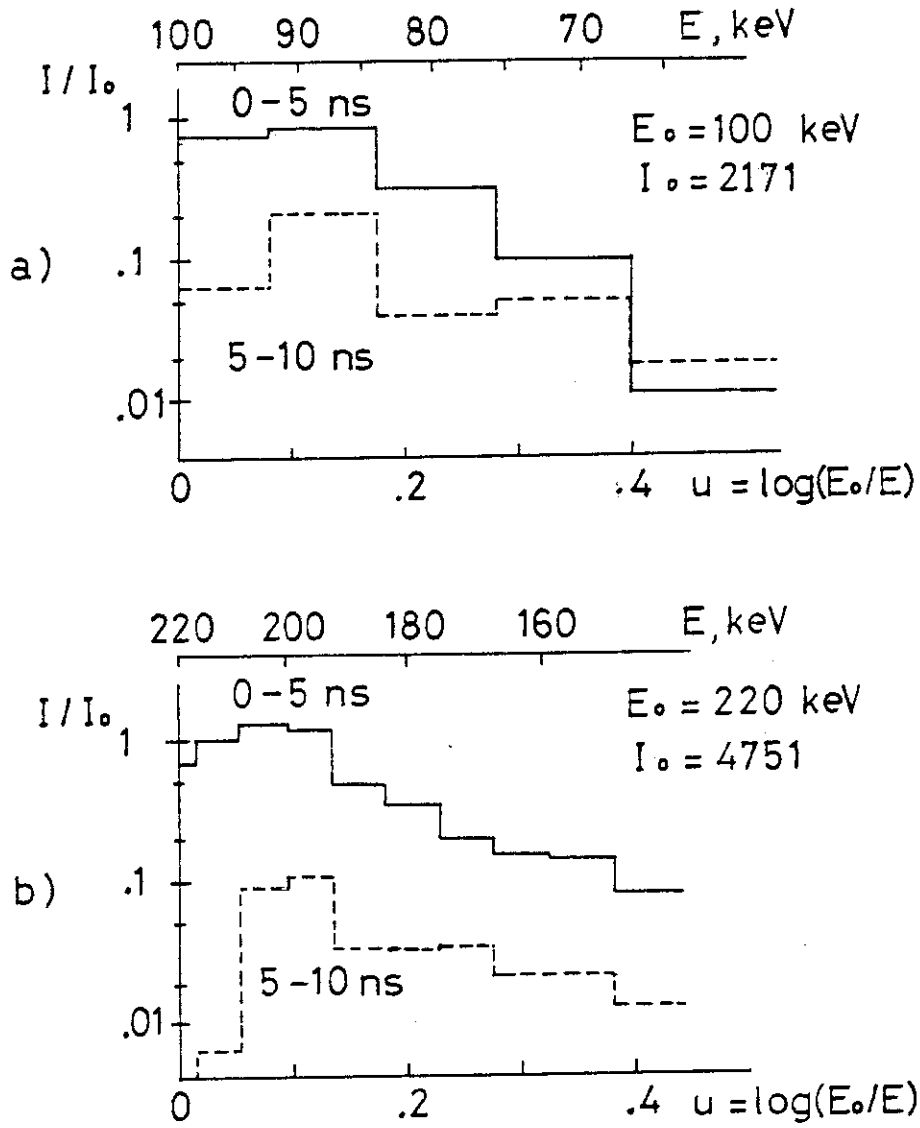 100 90 80 70 E, keV
I / I₀
1
0-5 ns
E₀ = 100 keV
I₀ = 2171
a)
.1
5-10 ns
.01
0 .2 .4 u = log(E₀/E)
220 200 180 160 E, keV
I / I₀
0-5 ns
E₀ = 220 keV
1
I₀ = 4751
b)
.1
5-10 ns
.01
0 .2 .4 u = log(E₀/E)